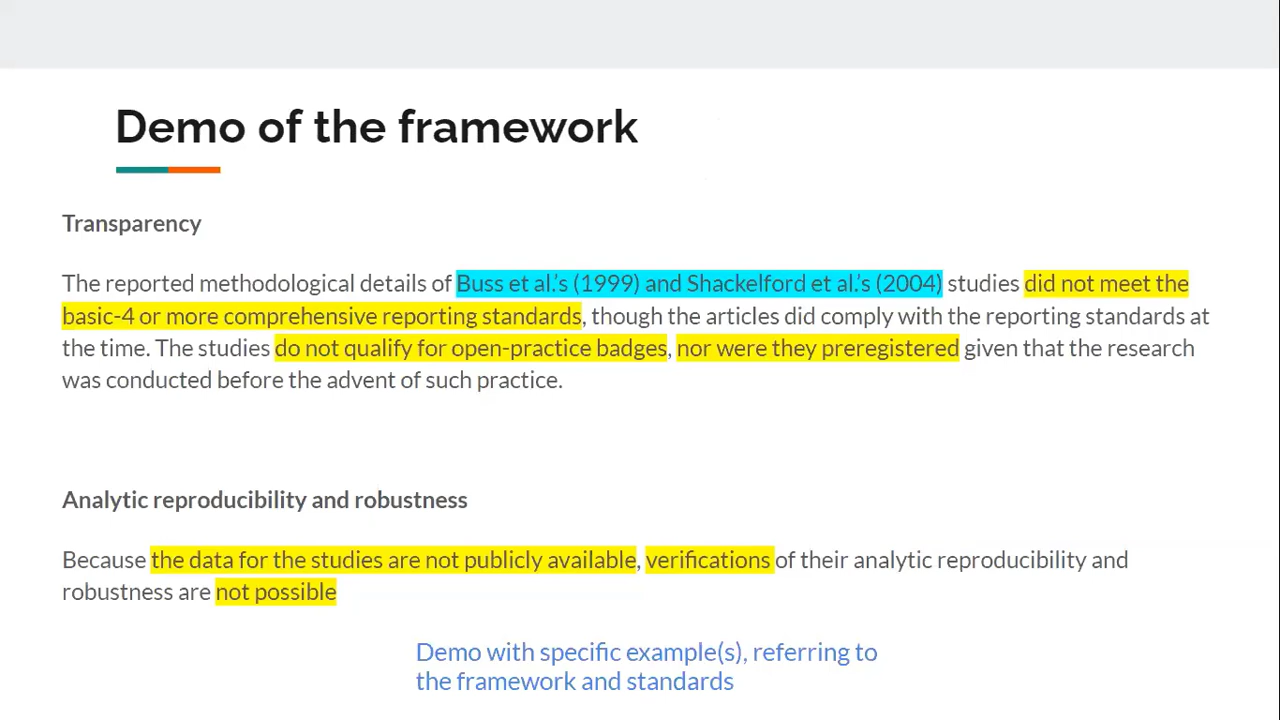 Demo of the framework
Transparency
The reported methodological details of Buss et al.’s (1999) and Shackelford et al.’s (2004) studies did not meet the
basic-4 or more comprehensive reporting standards, though the articles did comply with the reporting standards at
the time. The studies do not qualify for open-practice badges, nor were they preregistered given that the research
was conducted before the advent of such practice.
Analytic reproducibility and robustness
Because the data for the studies are not publicly available, verifications of their analytic reproducibility and
robustness are not possible
Demo with specific example(s), referring to
the framework and standards